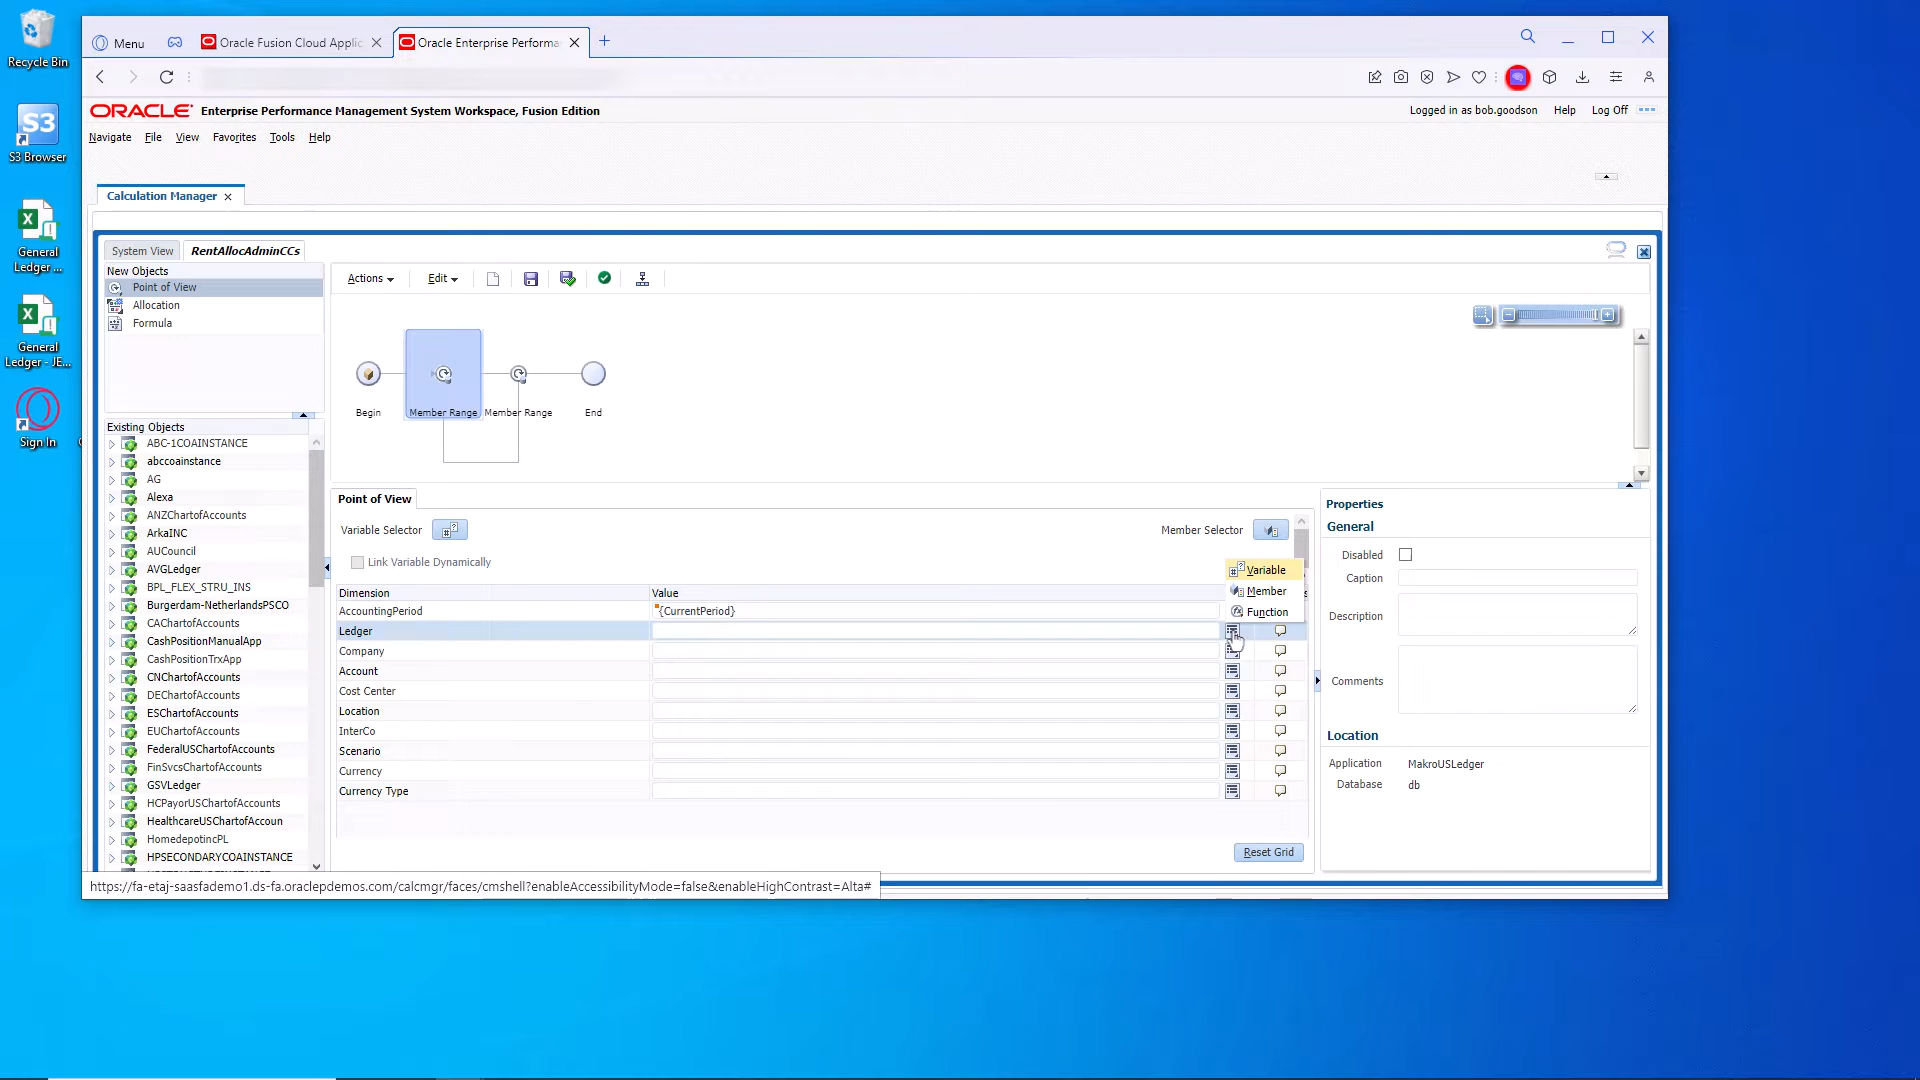 Recycle Bin
S3 Browser
General
Ledger ...
General
Ledger - JE...
Sign In
Menu
Oracle Fusion Cloud Applic
Oracle Enterprise Performa
ORACLE Enterprise Performance Management System Workspace, Fusion Edition
Logged in as bob.goodson Help Log Off
Navigate File View Favorites Tools Help
Calculation Manager
System View RentAllocAdminCCs
New Objects
Point of View
Allocation
Formula
Actions Edit
Begin Member Range Member Range End
Existing Objects
ABC-1COAINSTANCE
abccoainstance
AG
Alexa
ANZChartofAccounts
ArkaINC
AUCouncil
AVGLedger
BPL_FLEX_STRU_INS
Burgerdam-NetherlandsPSCO
CAChartofAccounts
CashPositionManualApp
CashPositionTrxApp
CNChartofAccounts
DEChartofAccounts
ESChartofAccounts
EUChartofAccounts
FederalUSChartofAccounts
FinSvcsChartofAccounts
GSVLedger
HCPayorUSChartofAccounts
HealthcareUSChartofAccoun
HomedepotincPL
HPSECONDARYCOAINSTANCE
Point of View
Variable Selector
Member Selector
Link Variable Dynamically
Variable
Member
Function
Dimension Value
AccountingPeriod {CurrentPeriod}
Ledger
Company
Account
Cost Center
Location
InterCo
Scenario
Currency
Currency Type
Reset Grid
Properties
General
Disabled
Caption
Description
Comments
Location
Application MakroUSLedger
Database db
https://fa-etaj-saasfademo1.ds-fa.oraclepdemos.com/calcmgr/faces/cmshell?enableAccessibilityMode=false&enableHighContrast=Alta#